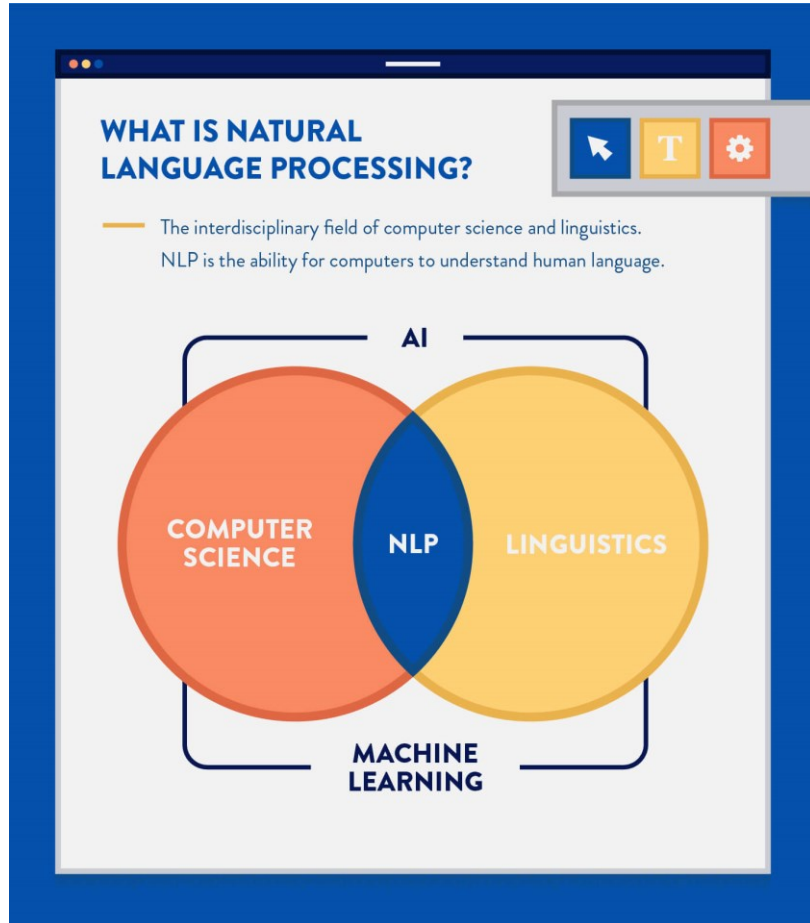 WHAT IS NATURAL
LANGUAGE PROCESSING?
T
The interdisciplinary field of computer science and linguistics.
NLP is the ability for computers to understand human language.
AI
COMPUTER
SCIENCE
NLP
LINGUISTICS
MACHINE
LEARNING